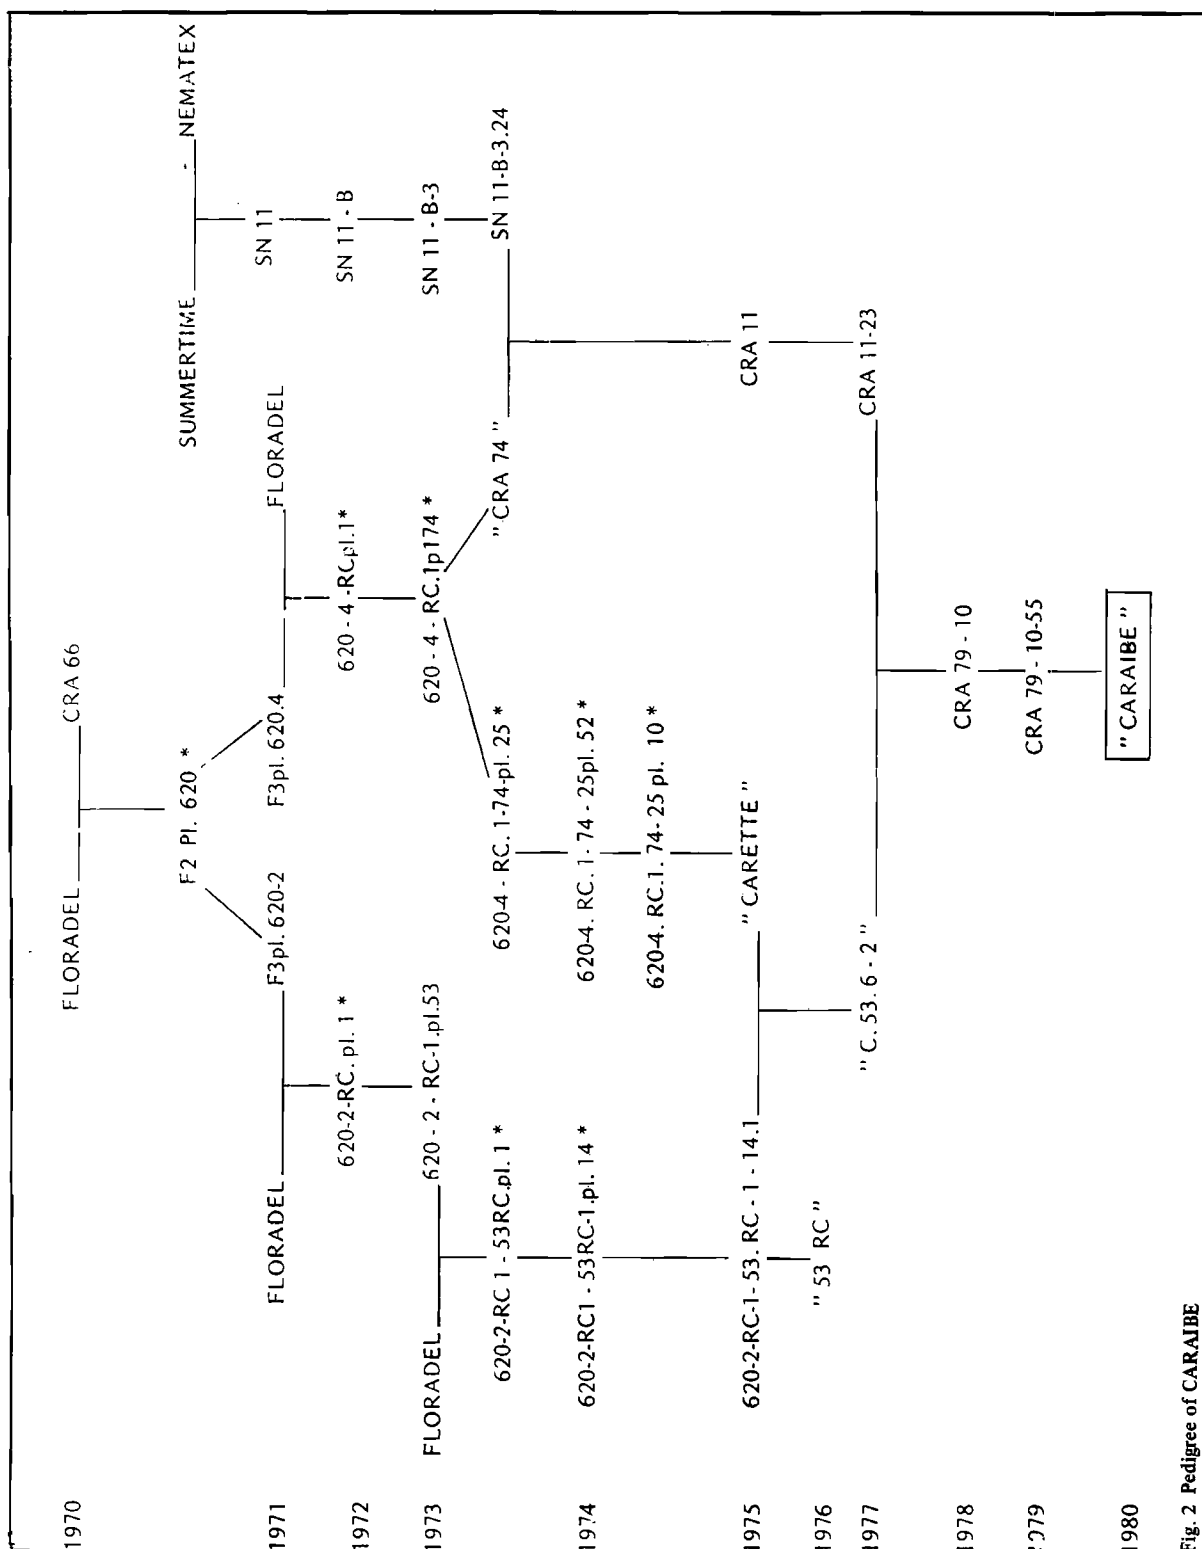 1970
FLORADEL
CRA 66
SUMMERTIME
NEMATEX
F2 Pl. 620 *
1971
FLORADEL
F3pl. 620-2
F3pl. 620.4
FLORADEL
SN 11
1972
620-2-RC. pl. 1 *
620 - 4 -RCpl.1*
SN 11 - B
1973
FLORADEL
620 - 2 - RC-1.pl.53
620 - 4 - RC.1p174 *
SN 11 - B-3
620-2-RC 1 - 53RC.pl. 1 *
620-4 - RC. 1-74-pl. 25 *
" CRA 74 "
SN 11-B-3.24
1974
620-2-RC1 - 53RC-1.pl. 14 *
620-4. RC. 1- 74 - 25pl. 52 *
620-4. RC.1. 74- 25 pl. 10 *
1975
620-2-RC-1- 53. RC - 1 - 14.1
" CARETTE "
CRA 11
1976
" 53 RC "
1977
" C. 53. 6 - 2 "
CRA 11-23
1978
CRA 79 - 10
CRA 79 - 10-55
1980
" CARAIBE "
Fig. 2 Pedigree of CARAIBE